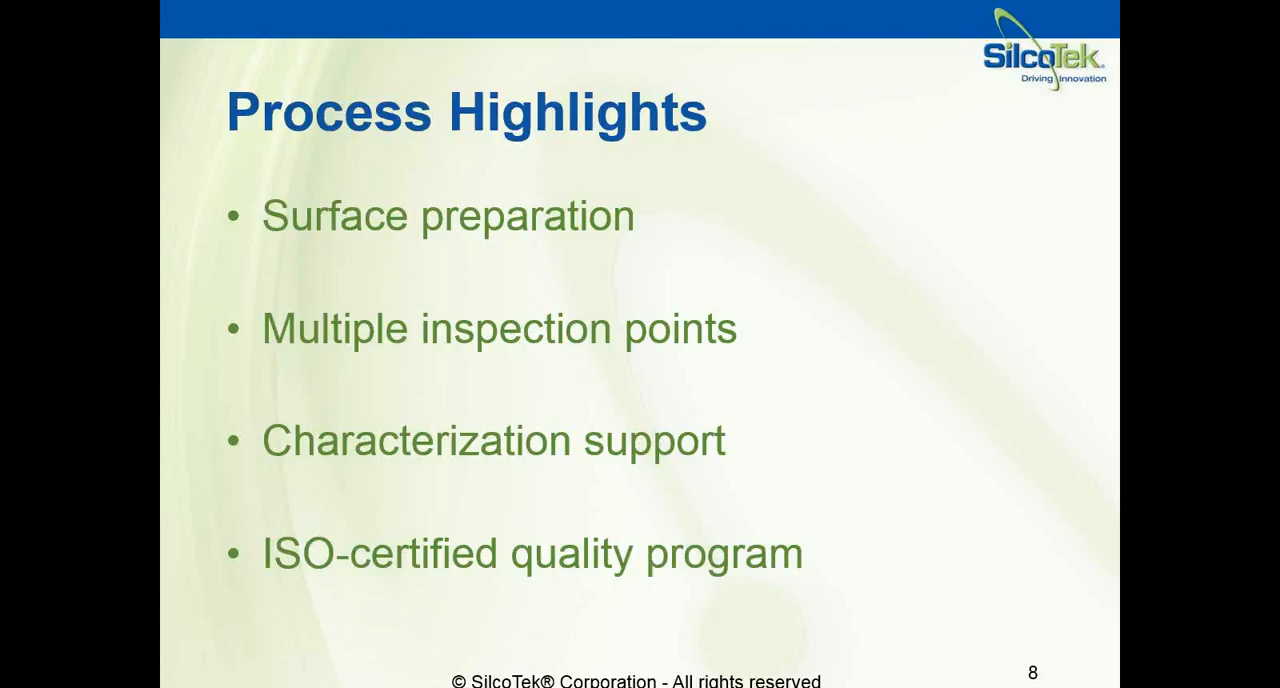 SilcoTek®
Driving Innovation
Process Highlights
• Surface preparation
• Multiple inspection points
• Characterization support
• ISO-certified quality program
© SilcoTek® Corporation - All rights reserved
8